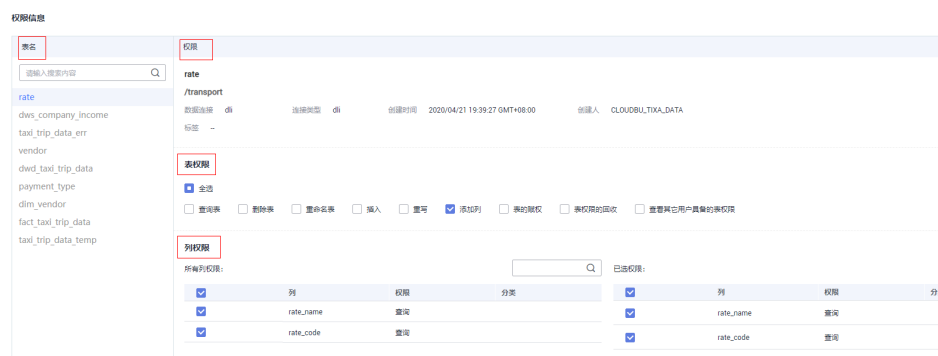 权限信息
表名
请输入搜索内容
rate
dws_company_income
taxi_trip_data_err
vendor
dwd_taxi_trip_data
payment_type
dim_vendor
fact_taxi_trip_data
taxi_trip_data_temp
权限
rate
/transport
数据连接 dli 连接类型 dli 创建时间 2020/04/21 19:39:27 GMT+08:00 创建人 CLOUDBU_TIXA_DATA
标签 --
表权限
全选
查询表 删除表 重命名表 插入 重写 添加列 表的赋权 表权限的回收 查看其它用户具备的表权限
列权限
所有列权限: 已选权限:
列 权限 分类 列 权限 分
rate_name 查询 rate_name 查询
rate_code 查询 rate_code 查询